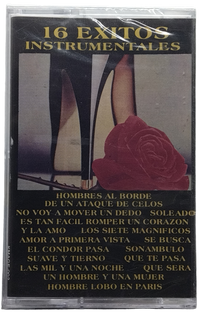 16 EXITOS
INSTRUMENTALES
HOMBRES AL BORDE
DE UN ATAQUE DE CELOS
NO VOY A MOVER UN DEDO SOLEADO
ES TAN FACIL ROMPER UN CORAZON
Y LA AMO LOS SIETE MAGNIFICOS
AMOR A PRIMERA VISTA SE BUSCA
EL CONDOR PASA SONAMBULO
SUAVE Y TIERNO QUE TE PASA
LAS MIL Y UNA NOCHE QUE SERA
UN HOMBRE Y UNA MUJER
HOMBRE LOBO EN PARIS